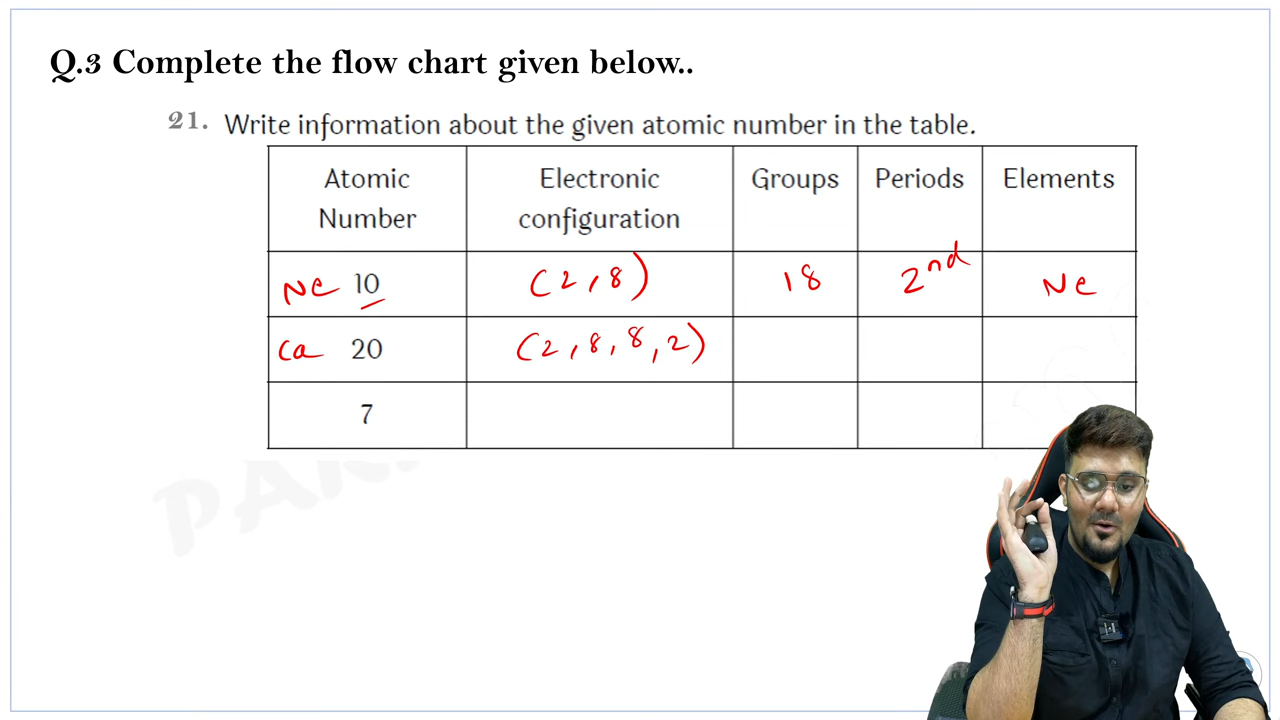 Q.3 Complete the flow chart given below..
21. Write information about the given atomic number in the table.
Atomic Number | Electronic configuration | Groups | Periods | Elements
Ne 10 | (2,8) | 18 | 2nd | Ne
Ca 20 | (2,8,8,2)
7